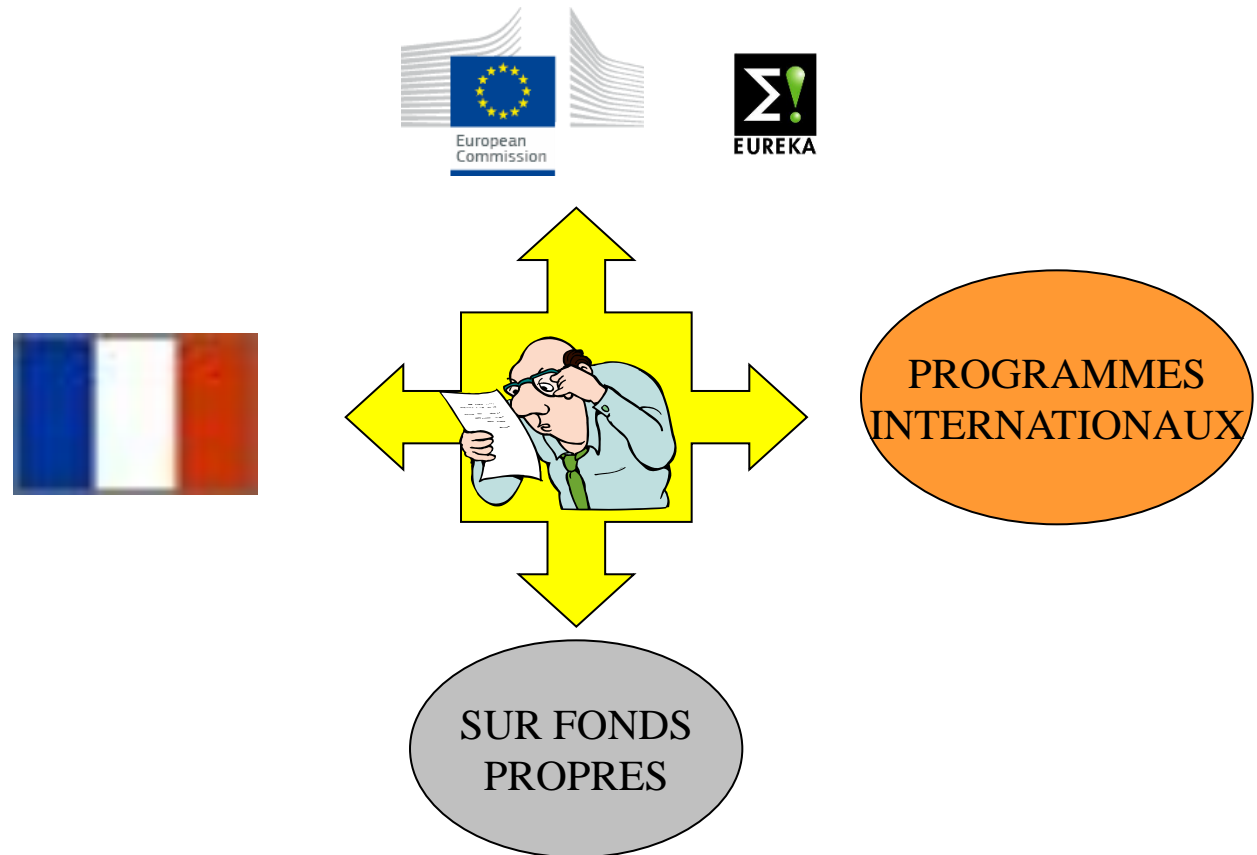 European
Commission
Σ!
EUREKA
PROGRAMMES
INTERNATIONAUX
SUR FONDS
PROPRES